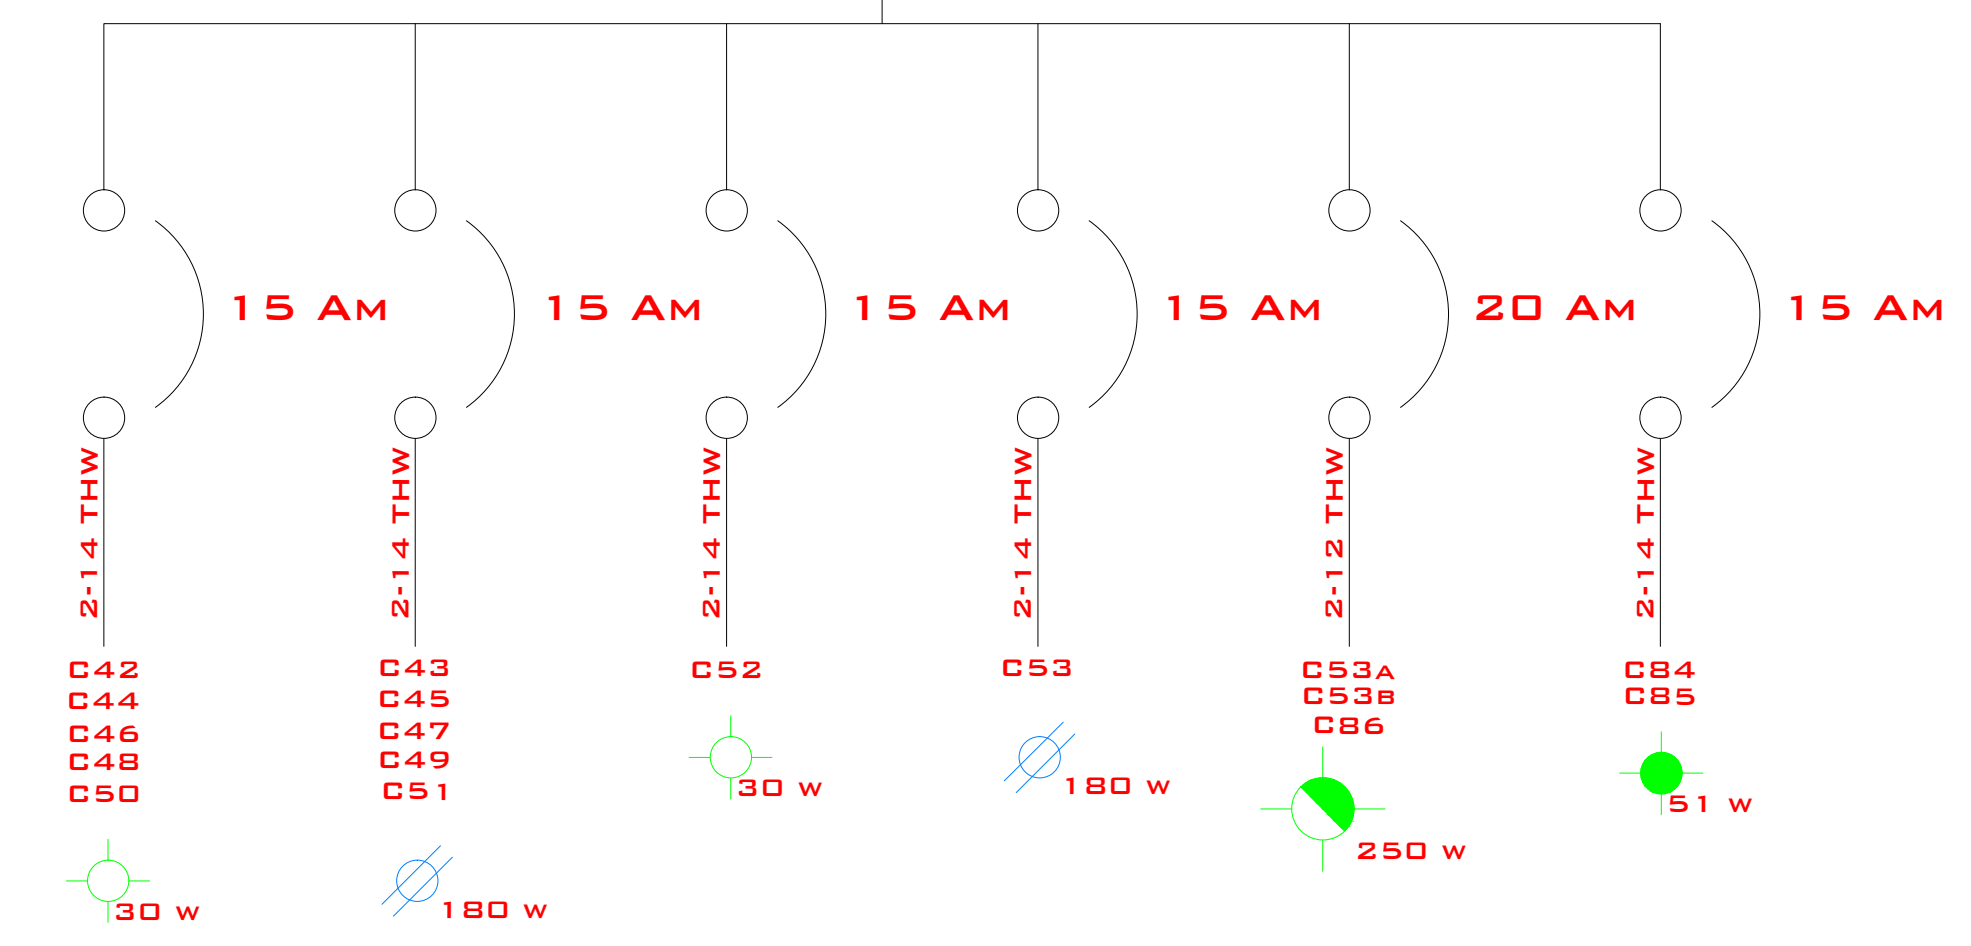 15 Am
15 Am
15 Am
15 Am
20 Am
15 Am
2-14 THW
2-14 THW
2-14 THW
2-14 THW
2-12 THW
2-14 THW
C42
C44
C46
C48
C50
30 w
C43
C45
C47
C49
C51
180 w
C52
30 w
C53
180 w
C53A
C53B
C86
250 w
C84
C85
51 w